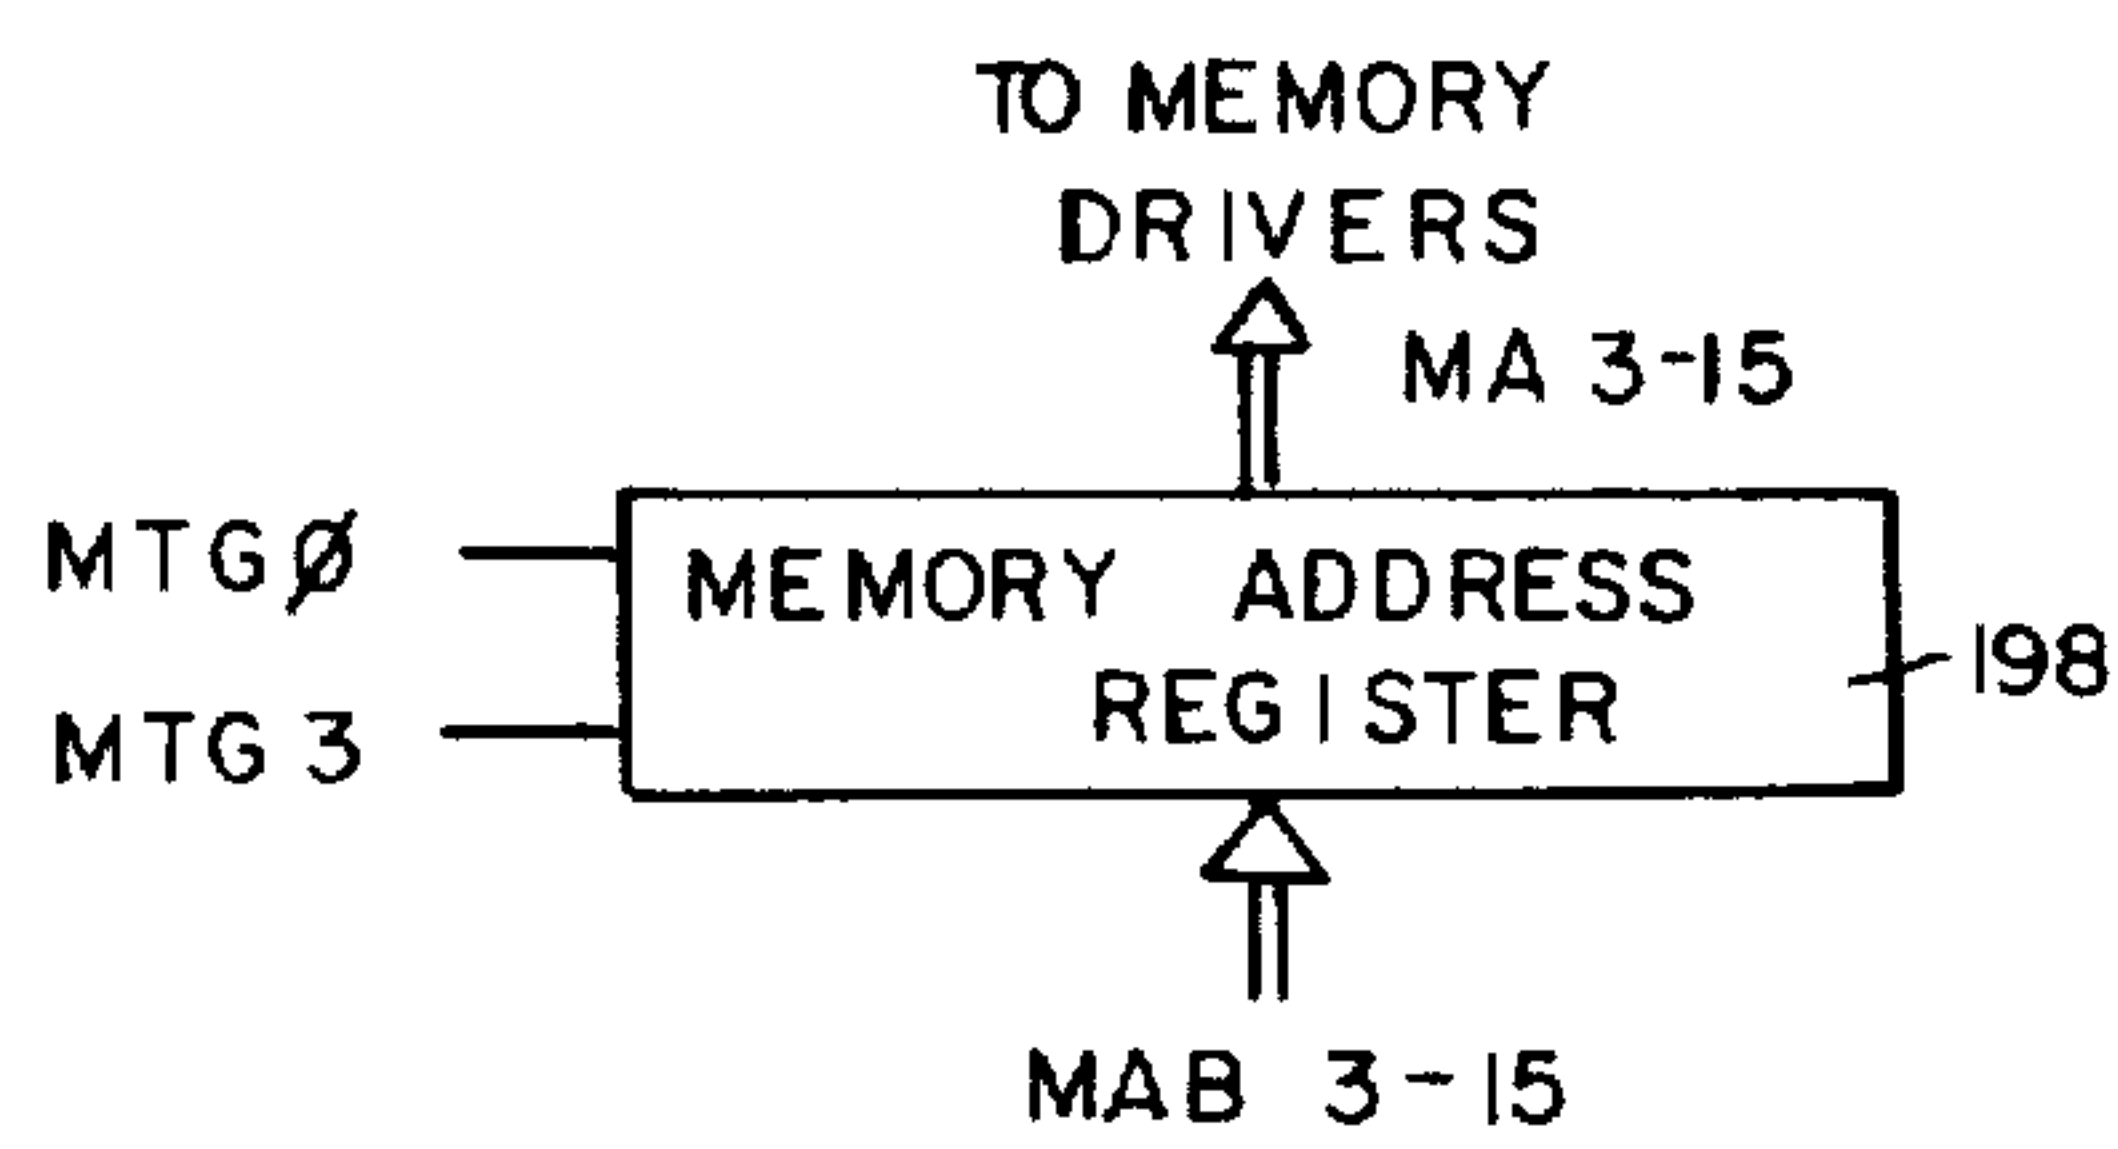 TO MEMORY
DRIVERS
MA 3-15
MTGØ
MEMORY ADDRESS
REGISTER
198
MTG 3
MAB 3-15